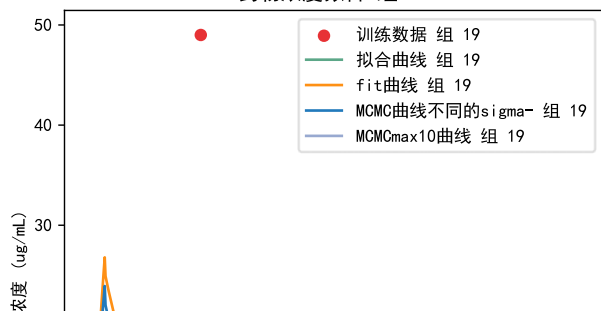 50
训练数据 组 19
拟合曲线 组 19
fit曲线 组 19
MCMC曲线不同的sigma- 组 19
MCMCmax10曲线 组 19
40
30
浓度 (ug/mL)